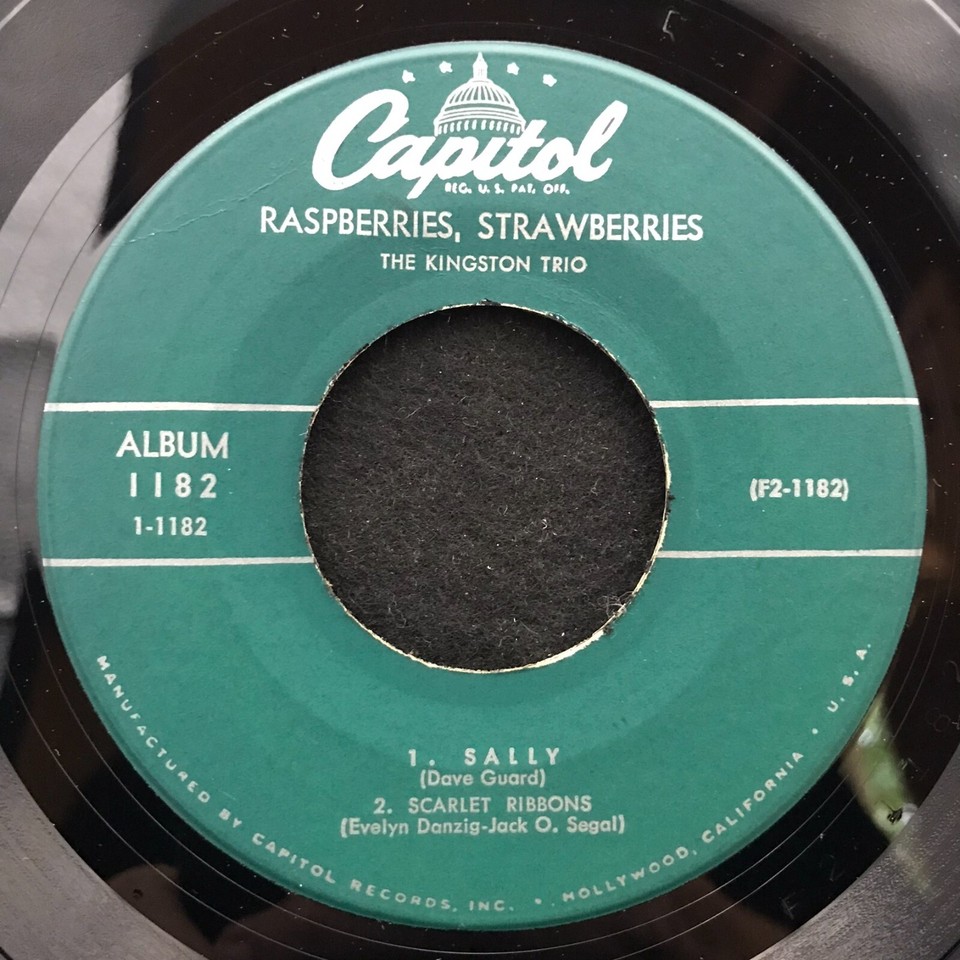 Capitol
REG. U. S. PAT. OFF.
RASPBERRIES, STRAWBERRIES
THE KINGSTON TRIO
ALBUM
1182
1-1182
(F2-1182)
1. SALLY
(Dave Guard)
2. SCARLET RIBBONS
(Evelyn Danzig-Jack O. Segal)
MANUFACTURED BY CAPITOL RECORDS, INC. • HOLLYWOOD, CALIFORNIA • U. S. A.